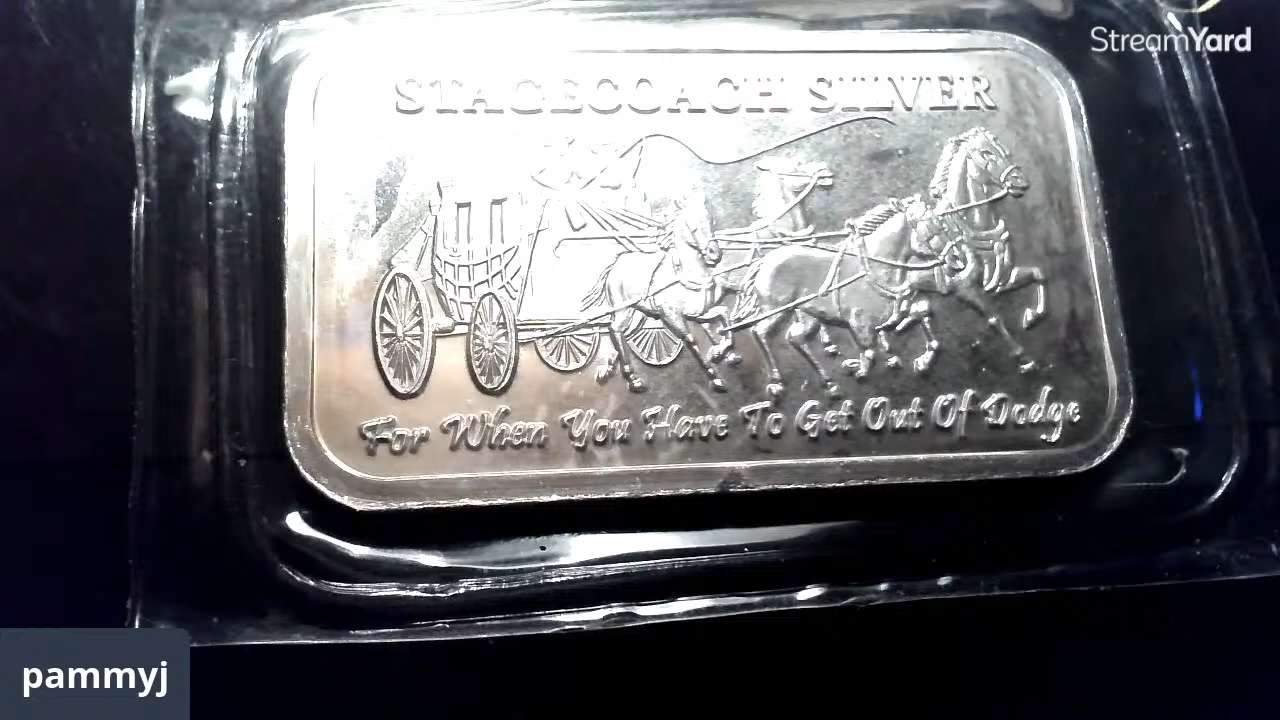 StreamYard
STAGECOACH SILVER
For When You Have To Get Out Of Dodge
pammyj